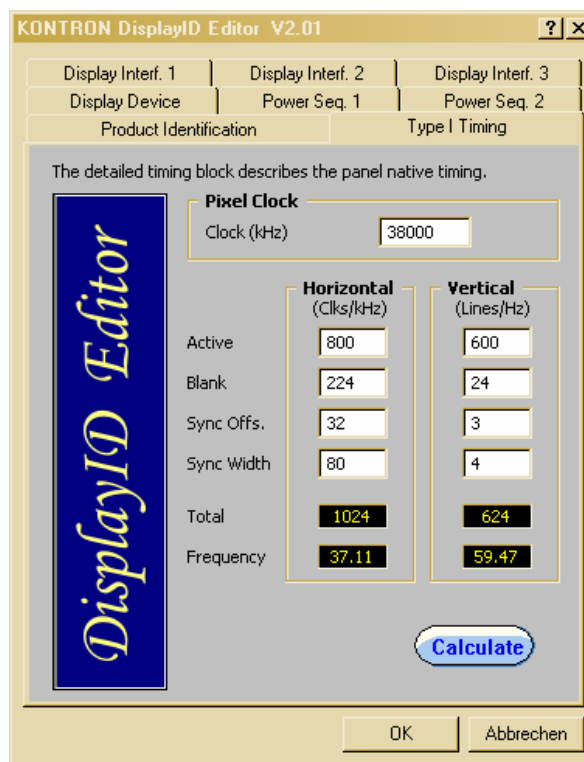 KONTRON DisplayID Editor V2.01
Display Interf. 1 Display Interf. 2 Display Interf. 3
Display Device Power Seq. 1 Power Seq. 2
Product Identification Type I Timing
The detailed timing block describes the panel native timing.
DisplayID Editor
Pixel Clock
Clock (kHz) 38000
Horizontal Vertical
(Clks/kHz) (Lines/Hz)
Active 800 600
Blank 224 24
Sync Offs. 32 3
Sync Width 80 4
Total 1024 624
Frequency 37.11 59.47
Calculate
OK Abbrechen